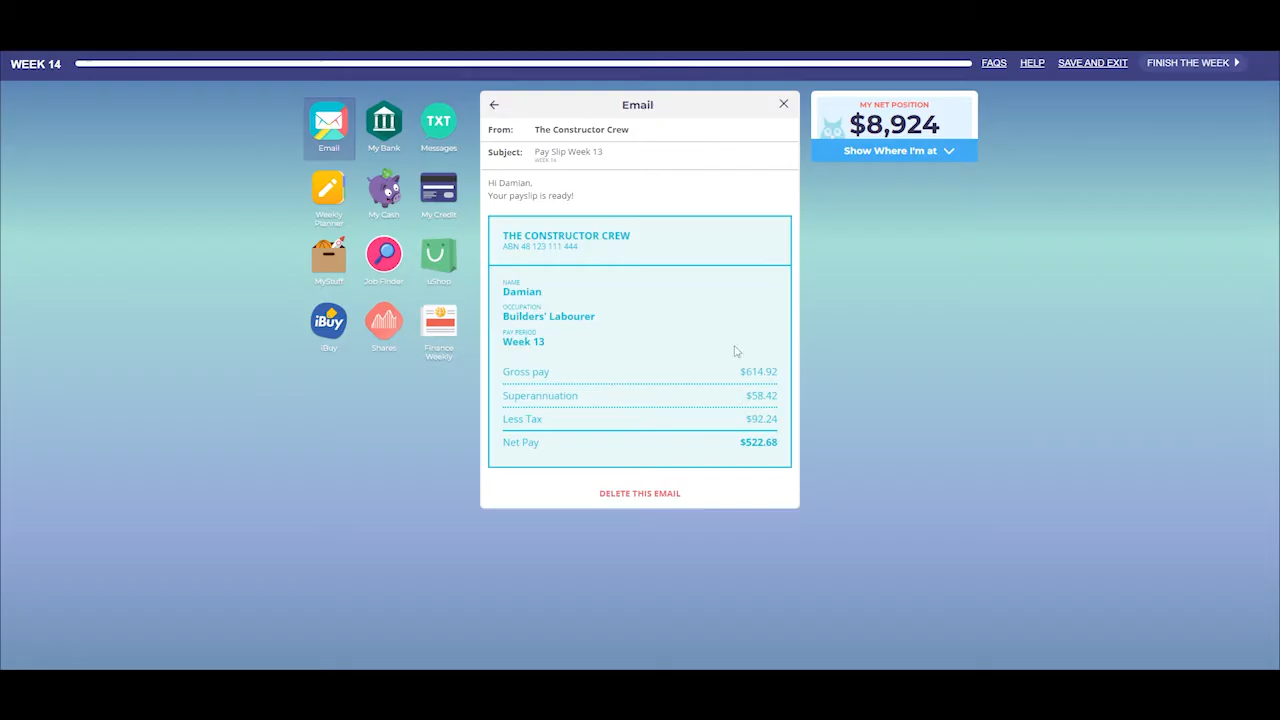 WEEK 14
FAQS
HELP
SAVE AND EXIT
FINISH THE WEEK
Email
My Bank
TXT
Messages
Weekly
Planner
My Cash
My Credit
MyStuff
Job Finder
uShop
iBuy
iBuy
Shares
Finance
Weekly
Email
From: The Constructor Crew
Subject: Pay Slip Week 13
WEEK 14
Hi Damian,
Your payslip is ready!
THE CONSTRUCTOR CREW
ABN 48 123 111 444
NAME
Damian
OCCUPATION
Builders' Labourer
PAY PERIOD
Week 13
Gross pay $614.92
Superannuation $58.42
Less Tax $92.24
Net Pay $522.68
DELETE THIS EMAIL
MY NET POSITION
$8,924
Show Where I'm at